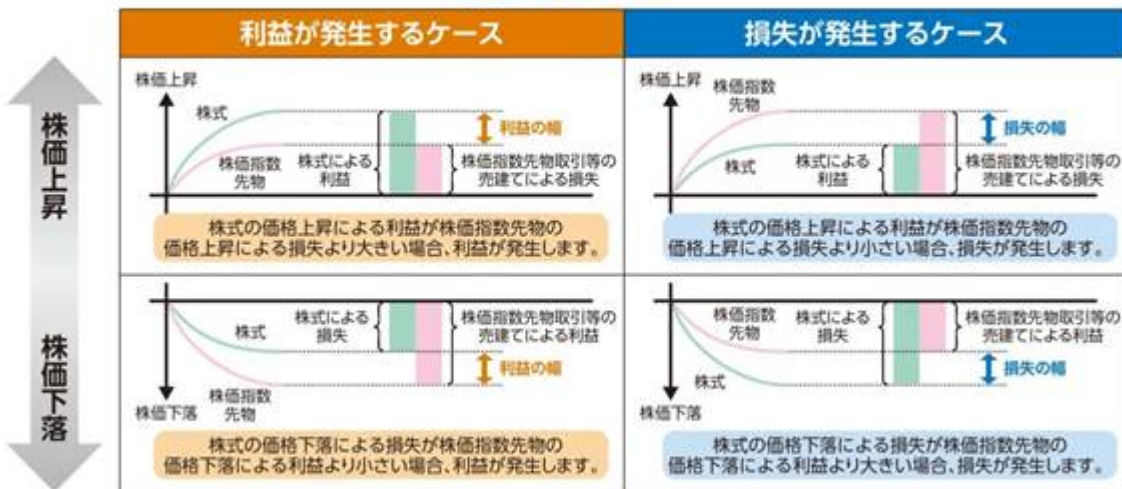 利益が発生するケース
損失が発生するケース
株価上昇
株価下落
株価上昇
株式
株価指数
先物
株式による
利益
利益の幅
株価指数先物取引等の
売建てによる損失
株式の価格上昇による利益が株価指数先物の
価格上昇による損失より大きい場合、利益が発生します。
株価上昇
株価指数
先物
株式
株式による
利益
損失の幅
株価指数先物取引等の
売建てによる損失
株式の価格上昇による利益が株価指数先物の
価格上昇による損失より小さい場合、損失が発生します。
株式
株価指数
先物
株価下落
株式による
損失
株価指数先物取引等の
売建てによる利益
利益の幅
株式の価格下落による損失が株価指数先物の
価格下落による利益より小さい場合、利益が発生します。
株価指数
先物
株式
株価下落
株式による
損失
株価指数先物取引等の
売建てによる利益
損失の幅
株式の価格下落による損失が株価指数先物の
価格下落による利益より大きい場合、損失が発生します。